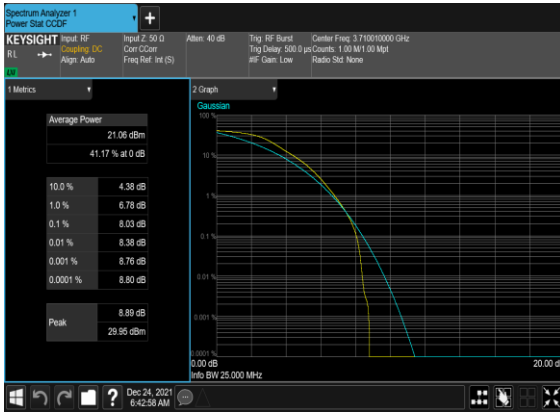 Spectrum Analyzer 1
Power Stat CCDF
KEYSIGHT Input: RF Input Z: 50 Ω Atten: 40 dB Trig: RF Burst Center Freq: 3.710010000 GHz
RL Coupling: DC Corr CCorr Trig Delay: 500.0 µs Counts: 1.00 M/1.00 Mpt
Align: Auto Freq Ref: Int (S) #IF Gain: Low Radio Std: None
1 Metrics
2 Graph
Average Power
21.06 dBm
41.17 % at 0 dB
10.0 % 4.38 dB
1.0 % 6.78 dB
0.1 % 8.03 dB
0.01 % 8.38 dB
0.001 % 8.76 dB
0.0001 % 8.80 dB
Peak
8.89 dB
29.95 dBm
Gaussian
100 %
10 %
1 %
0.1 %
0.01 %
0.001 %
0.0001 %
0.00 dB 20.00 d
Info BW 25.000 MHz
? Dec 24, 2021
6:42:58 AM